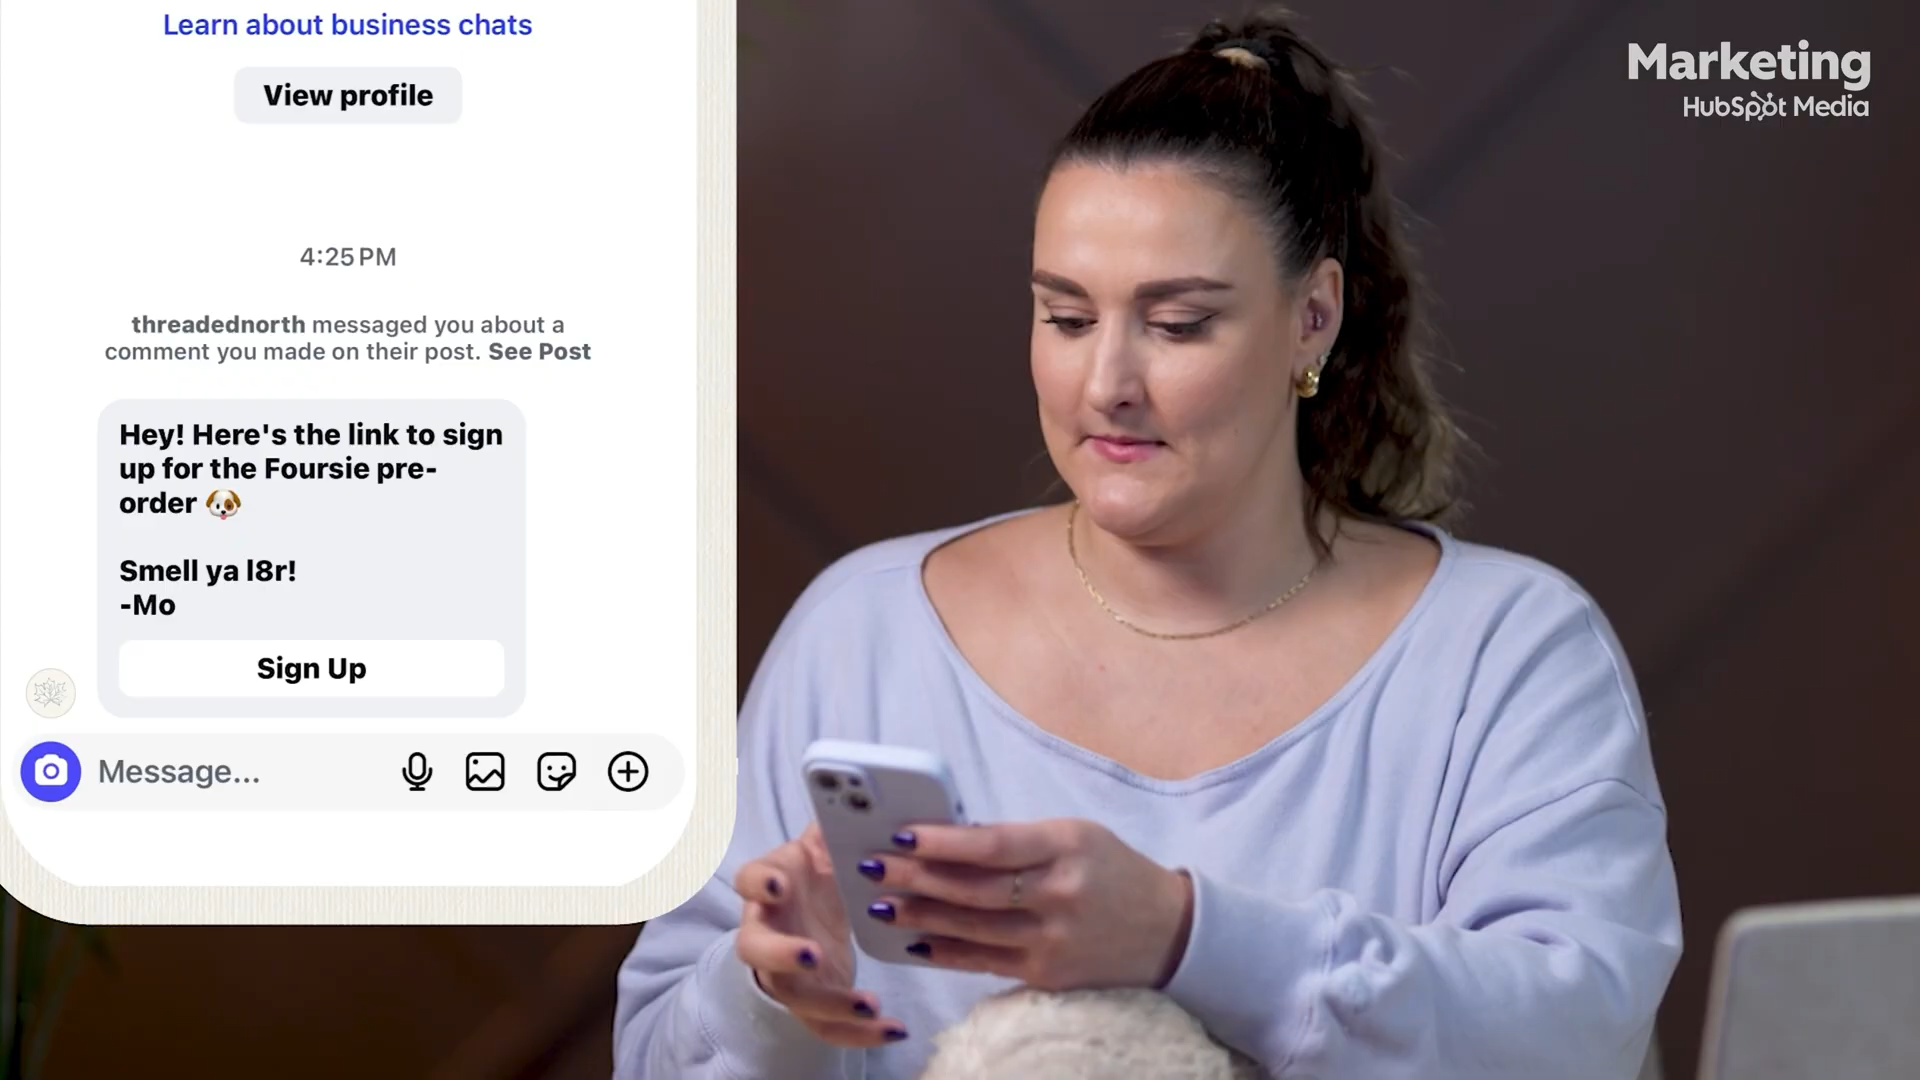 Learn about business chats
View profile
4:25 PM
threadednorth messaged you about a
comment you made on their post. See Post
Hey! Here's the link to sign
up for the Foursie pre-
order 🐶
Smell ya l8r!
-Mo
Sign Up
Message...
Marketing
HubSpot Media